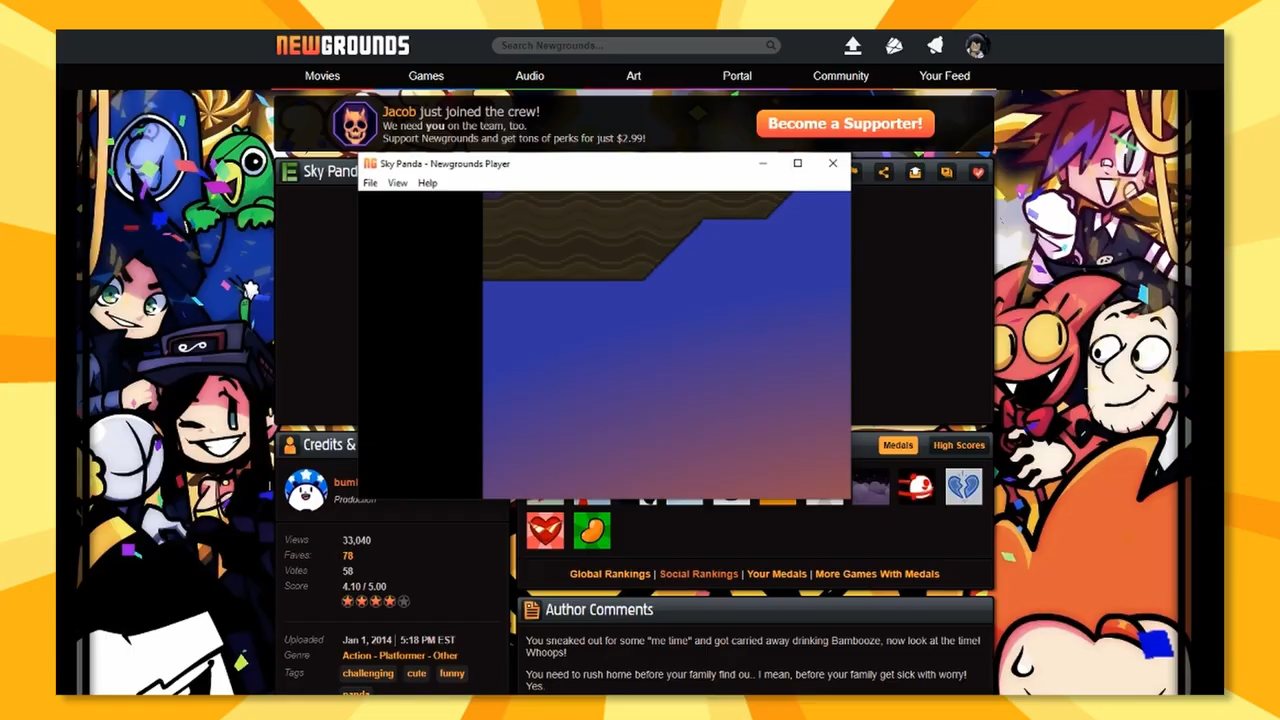 NEWGROUNDS
Search Newgrounds...
Movies
Games
Audio
Art
Portal
Community
Your Feed
Jacob just joined the crew!
We need you on the team, too.
Support Newgrounds and get tons of perks for just $2.99!
Become a Supporter!
E
Sky Pand
NG Sky Panda - Newgrounds Player
File View Help
Credits &
Medals
High Scores
bumi
Production
Views 33,040
Faves: 78
Votes 58
Score 4.10 / 5.00
Global Rankings | Social Rankings | Your Medals | More Games With Medals
Author Comments
Uploaded Jan 1, 2014 | 5:18 PM EST
Genre Action - Platformer - Other
Tags challenging cute funny
panda
You sneaked out for some "me time" and got carried away drinking Bambooze, now look at the time!
Whoops!
You need to rush home before your family find ou.. I mean, before your family get sick with worry!
Yes.